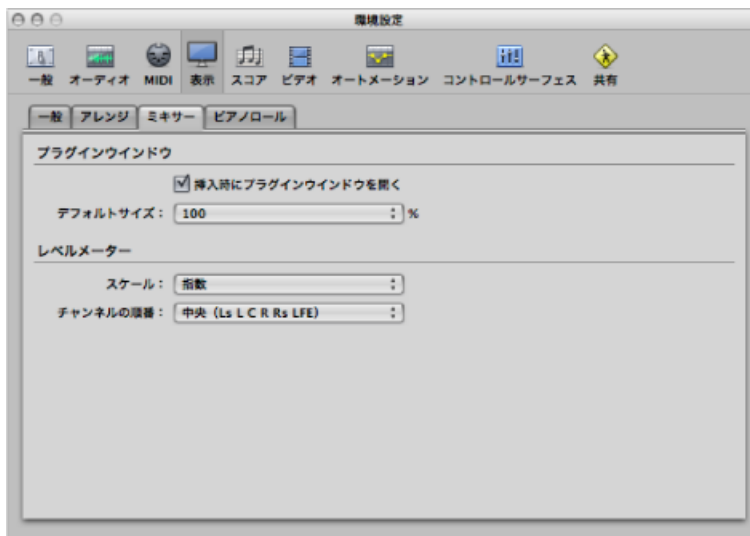 環境設定
一般 オーディオ MIDI 表示 スコア ビデオ オートメーション コントロールサーフェス 共有
一般 アレンジ ミキサー ピアノロール
プラグインウインドウ
挿入時にプラグインウインドウを開く
デフォルトサイズ： 100 %
レベルメーター
スケール： 指数
チャンネルの順番： 中央（Ls L C R Rs LFE）